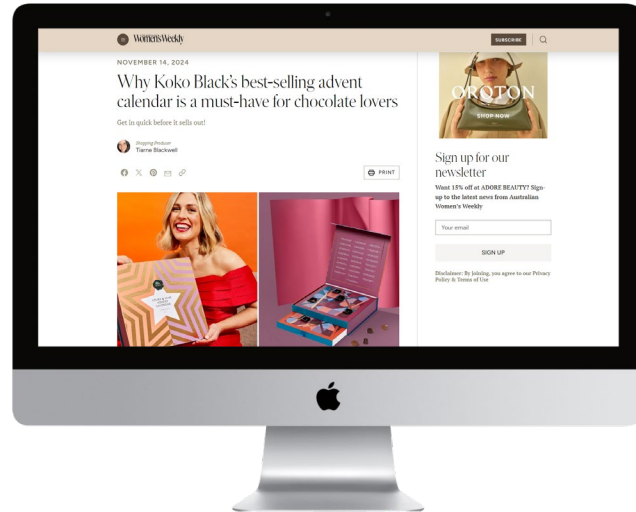 Women's Weekly
SUBSCRIBE
NOVEMBER 14, 2024
Why Koko Black's best-selling advent
calendar is a must-have for chocolate lovers
Get in quick before it sells out!
Shopping Producer
Tiarne Blackwell
PRINT
OROTON
SHOP NOW
Sign up for our
newsletter
Want 15% off at ADORE BEAUTY? Sign-
up to the latest news from Australian
Women's Weekly
Your email
SIGN UP
Disclaimer: By joining, you agree to our Privacy
Policy & Terms of Use